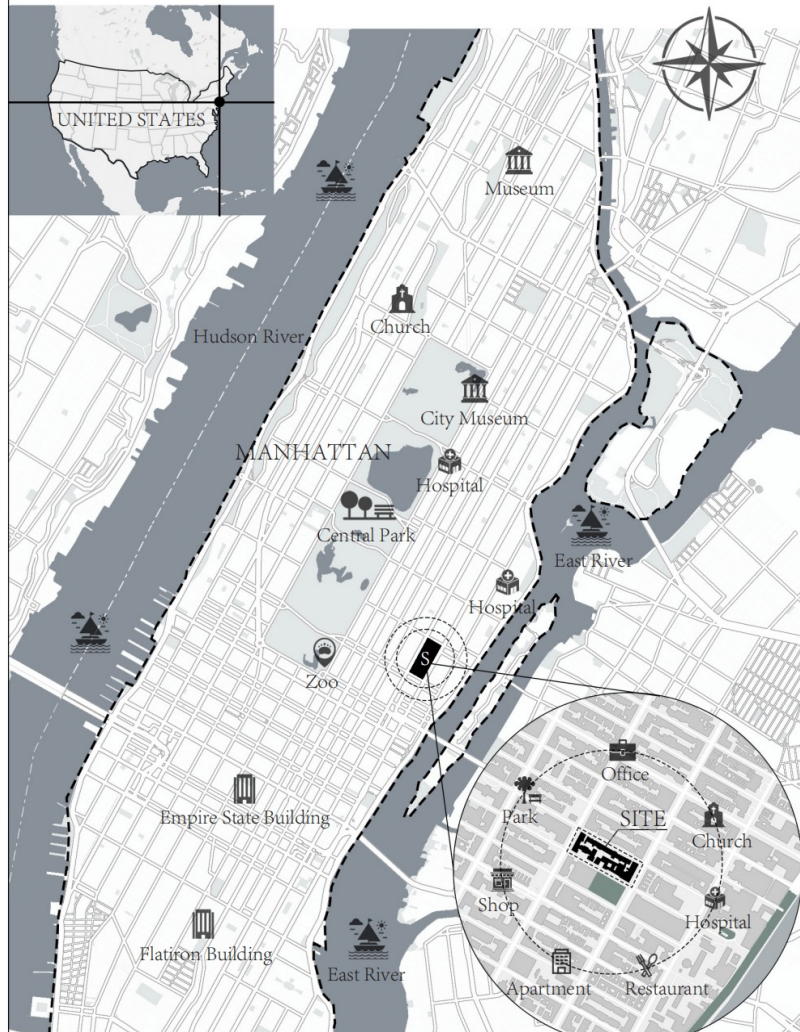 UNITED STATES
Museum
Church
Hudson River
City Museum
MANHATTAN
Hospital
Central Park
East River
Hospital
S
Zoo
Office
Empire State Building
Park
SITE
Church
Shop
Hospital
Flatiron Building
East River
Apartment
Restaurant